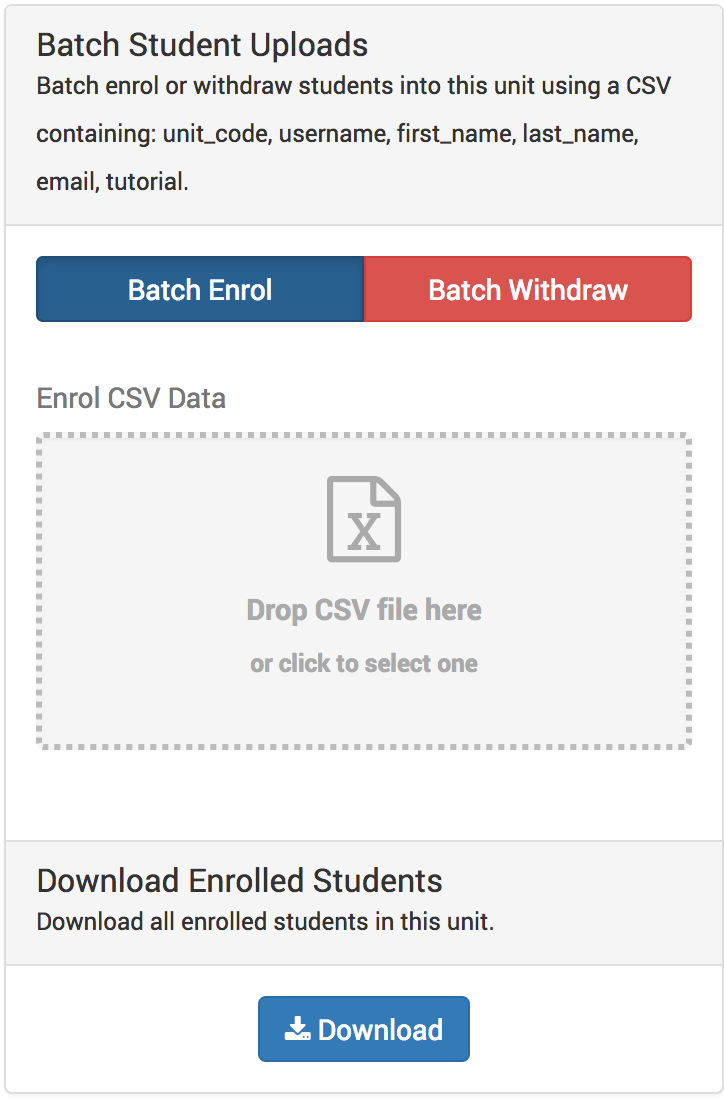 Batch Student Uploads
Batch enrol or withdraw students into this unit using a CSV
containing: unit_code, username, first_name, last_name,
email, tutorial.
Batch Enrol
Batch Withdraw
Enrol CSV Data
X
Drop CSV file here
or click to select one
Download Enrolled Students
Download all enrolled students in this unit.
Download